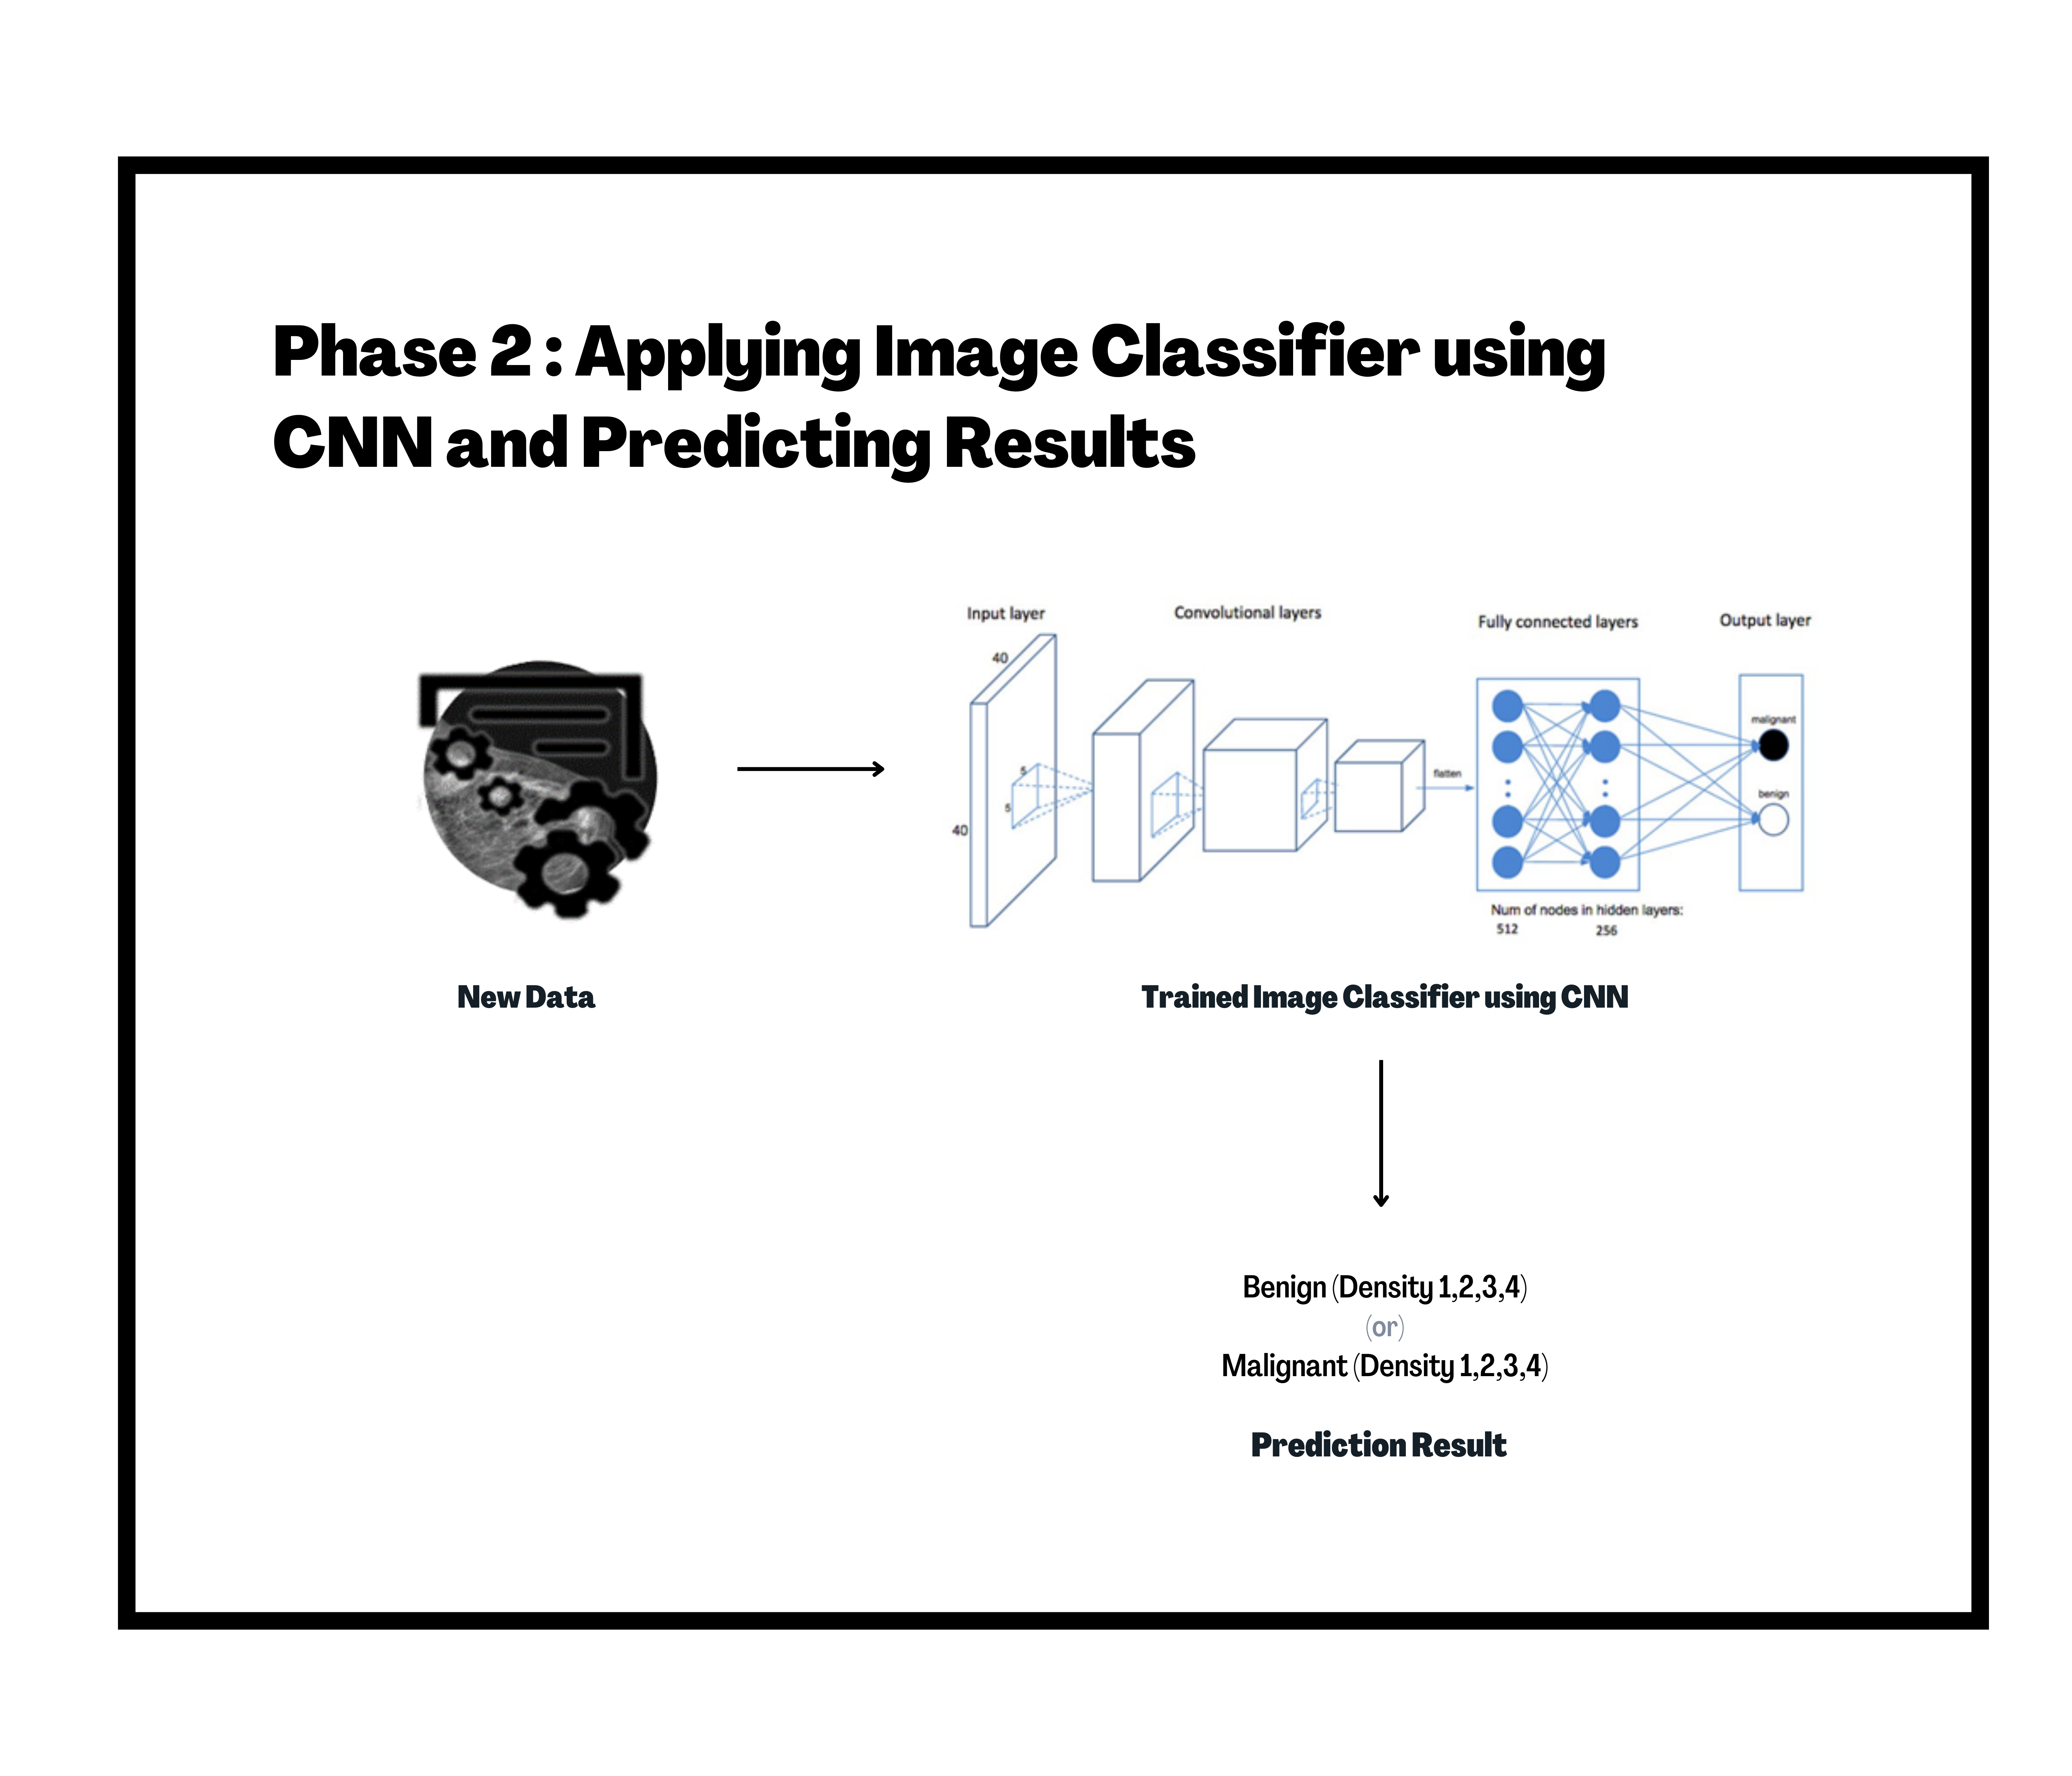 Phase 2 : Applying Image Classifier using
CNN and Predicting Results
Input layer
Convolutional layers
Fully connected layers
Output layer
40
40
5
5
flatten
malignant
benign
Num of nodes in hidden layers:
512
256
New Data
Trained Image Classifier using CNN
Benign (Density 1,2,3,4)
(or)
Malignant (Density 1,2,3,4)
Prediction Result